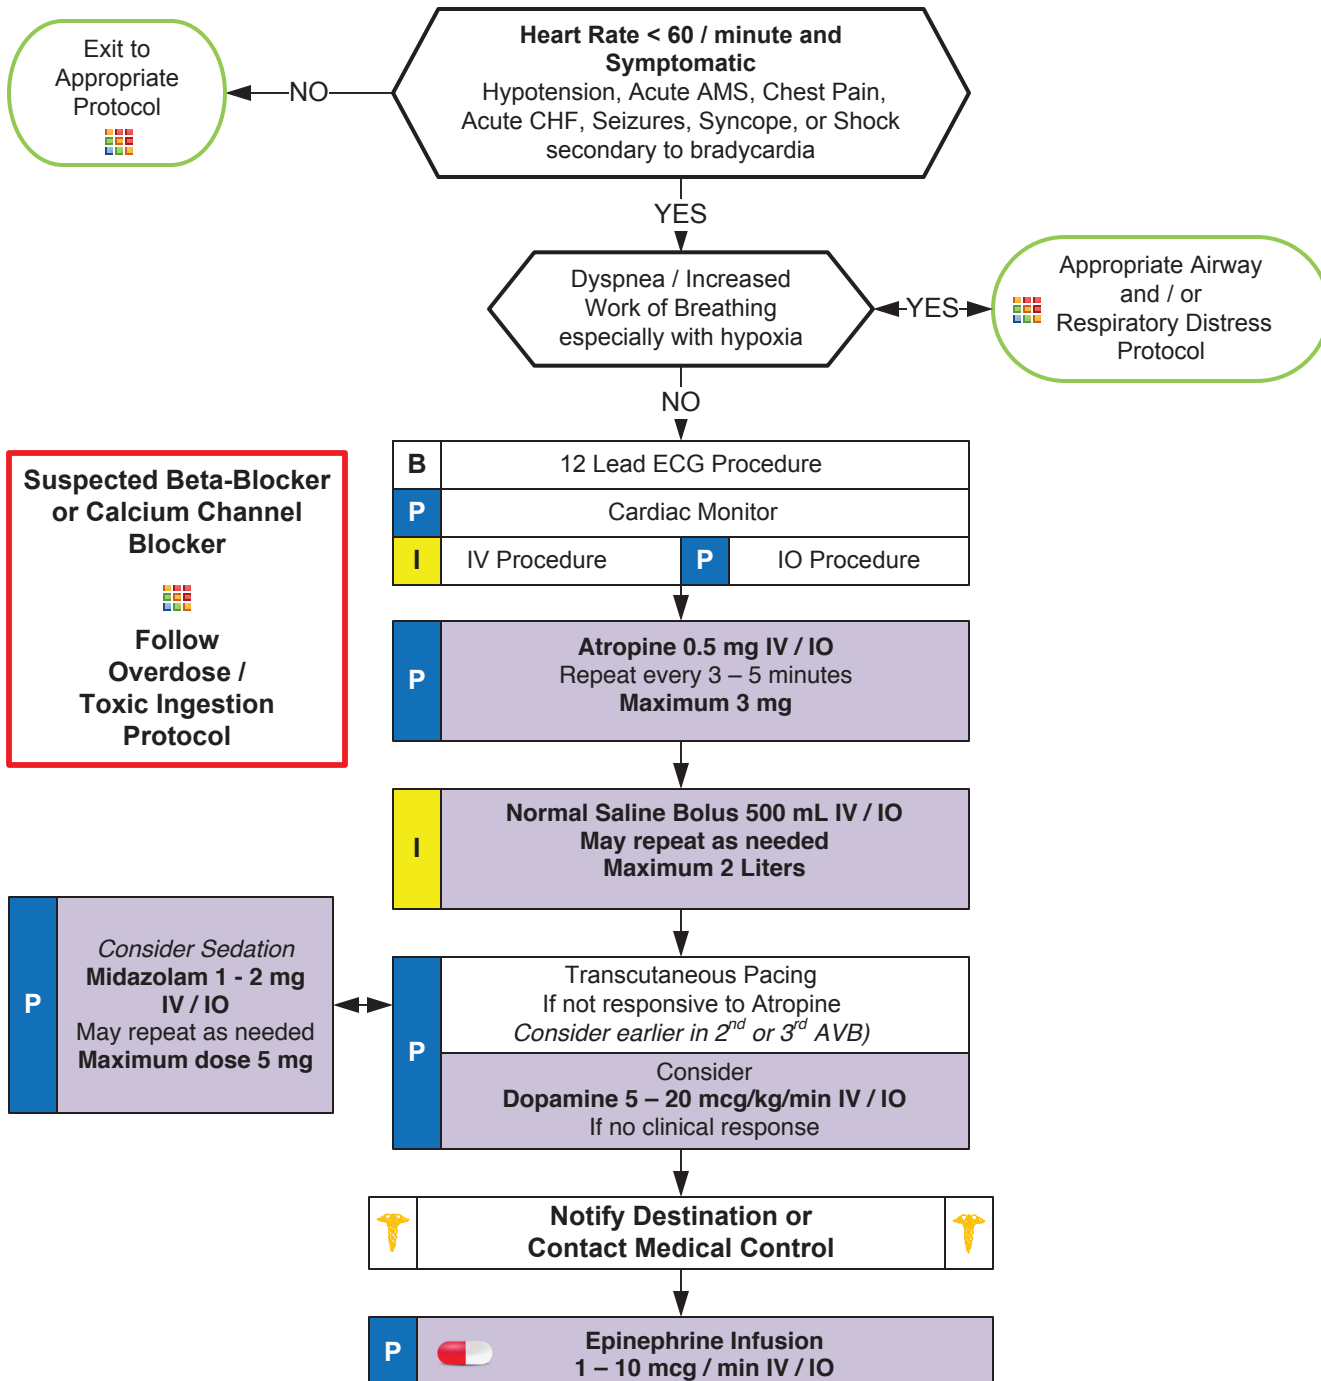 Exit to
Appropriate
Protocol
NO
Heart Rate < 60 / minute and
Symptomatic
Hypotension, Acute AMS, Chest Pain,
Acute CHF, Seizures, Syncope, or Shock
secondary to bradycardia
YES
Dyspnea / Increased
Work of Breathing
especially with hypoxia
YES
Appropriate Airway
and / or
Respiratory Distress
Protocol
NO
Suspected Beta-Blocker
or Calcium Channel
Blocker
Follow
Overdose /
Toxic Ingestion
Protocol
B 12 Lead ECG Procedure
P Cardiac Monitor
I IV Procedure P IO Procedure
P
Atropine 0.5 mg IV / IO
Repeat every 3 – 5 minutes
Maximum 3 mg
I
Normal Saline Bolus 500 mL IV / IO
May repeat as needed
Maximum 2 Liters
P
Consider Sedation
Midazolam 1 - 2 mg
IV / IO
May repeat as needed
Maximum dose 5 mg
P
Transcutaneous Pacing
If not responsive to Atropine
Consider earlier in 2nd or 3rd AVB)
Consider
Dopamine 5 – 20 mcg/kg/min IV / IO
If no clinical response
Notify Destination or
Contact Medical Control
P
Epinephrine Infusion
1 – 10 mcg / min IV / IO